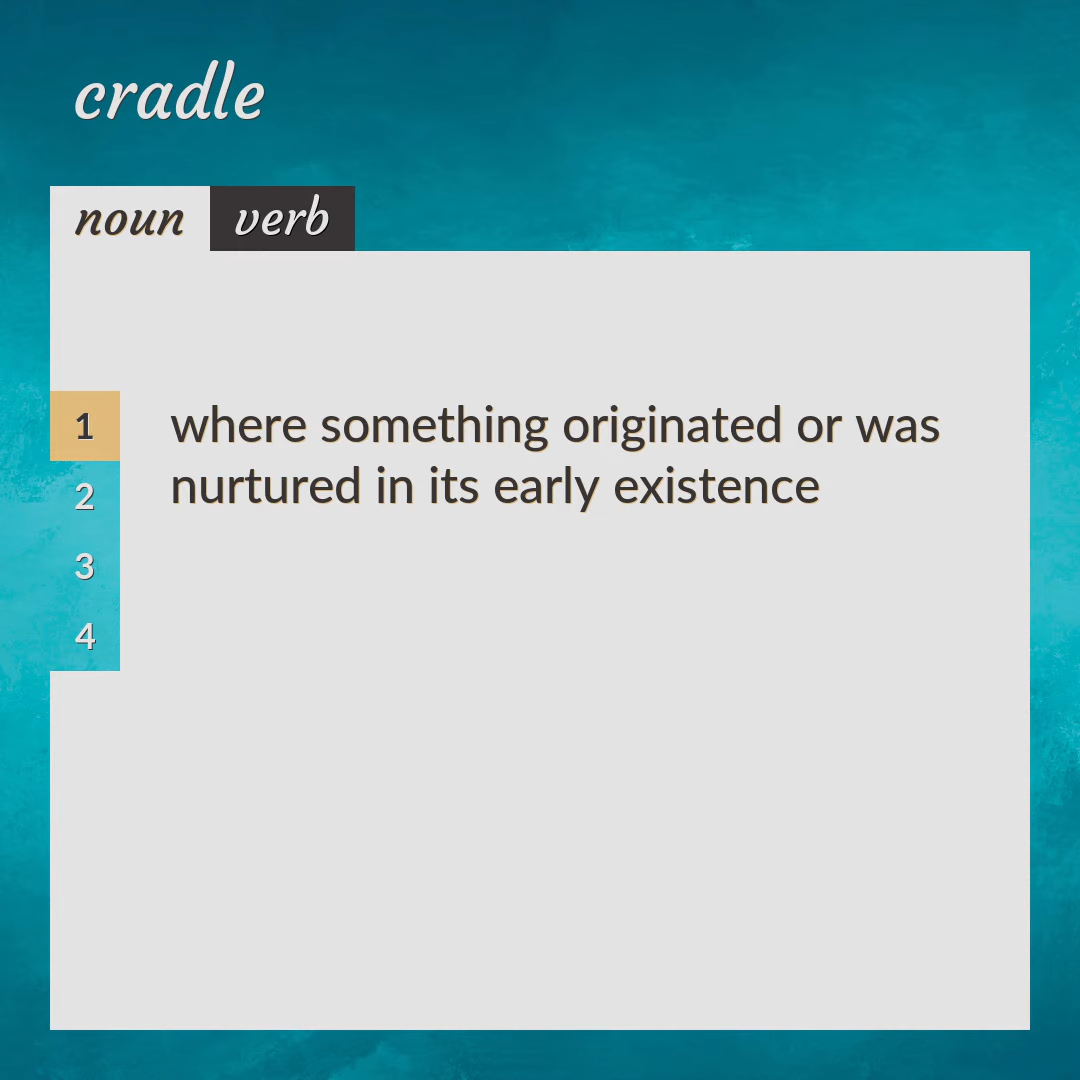 cradle
noun verb
1 where something originated or was
2 nurtured in its early existence
3
4